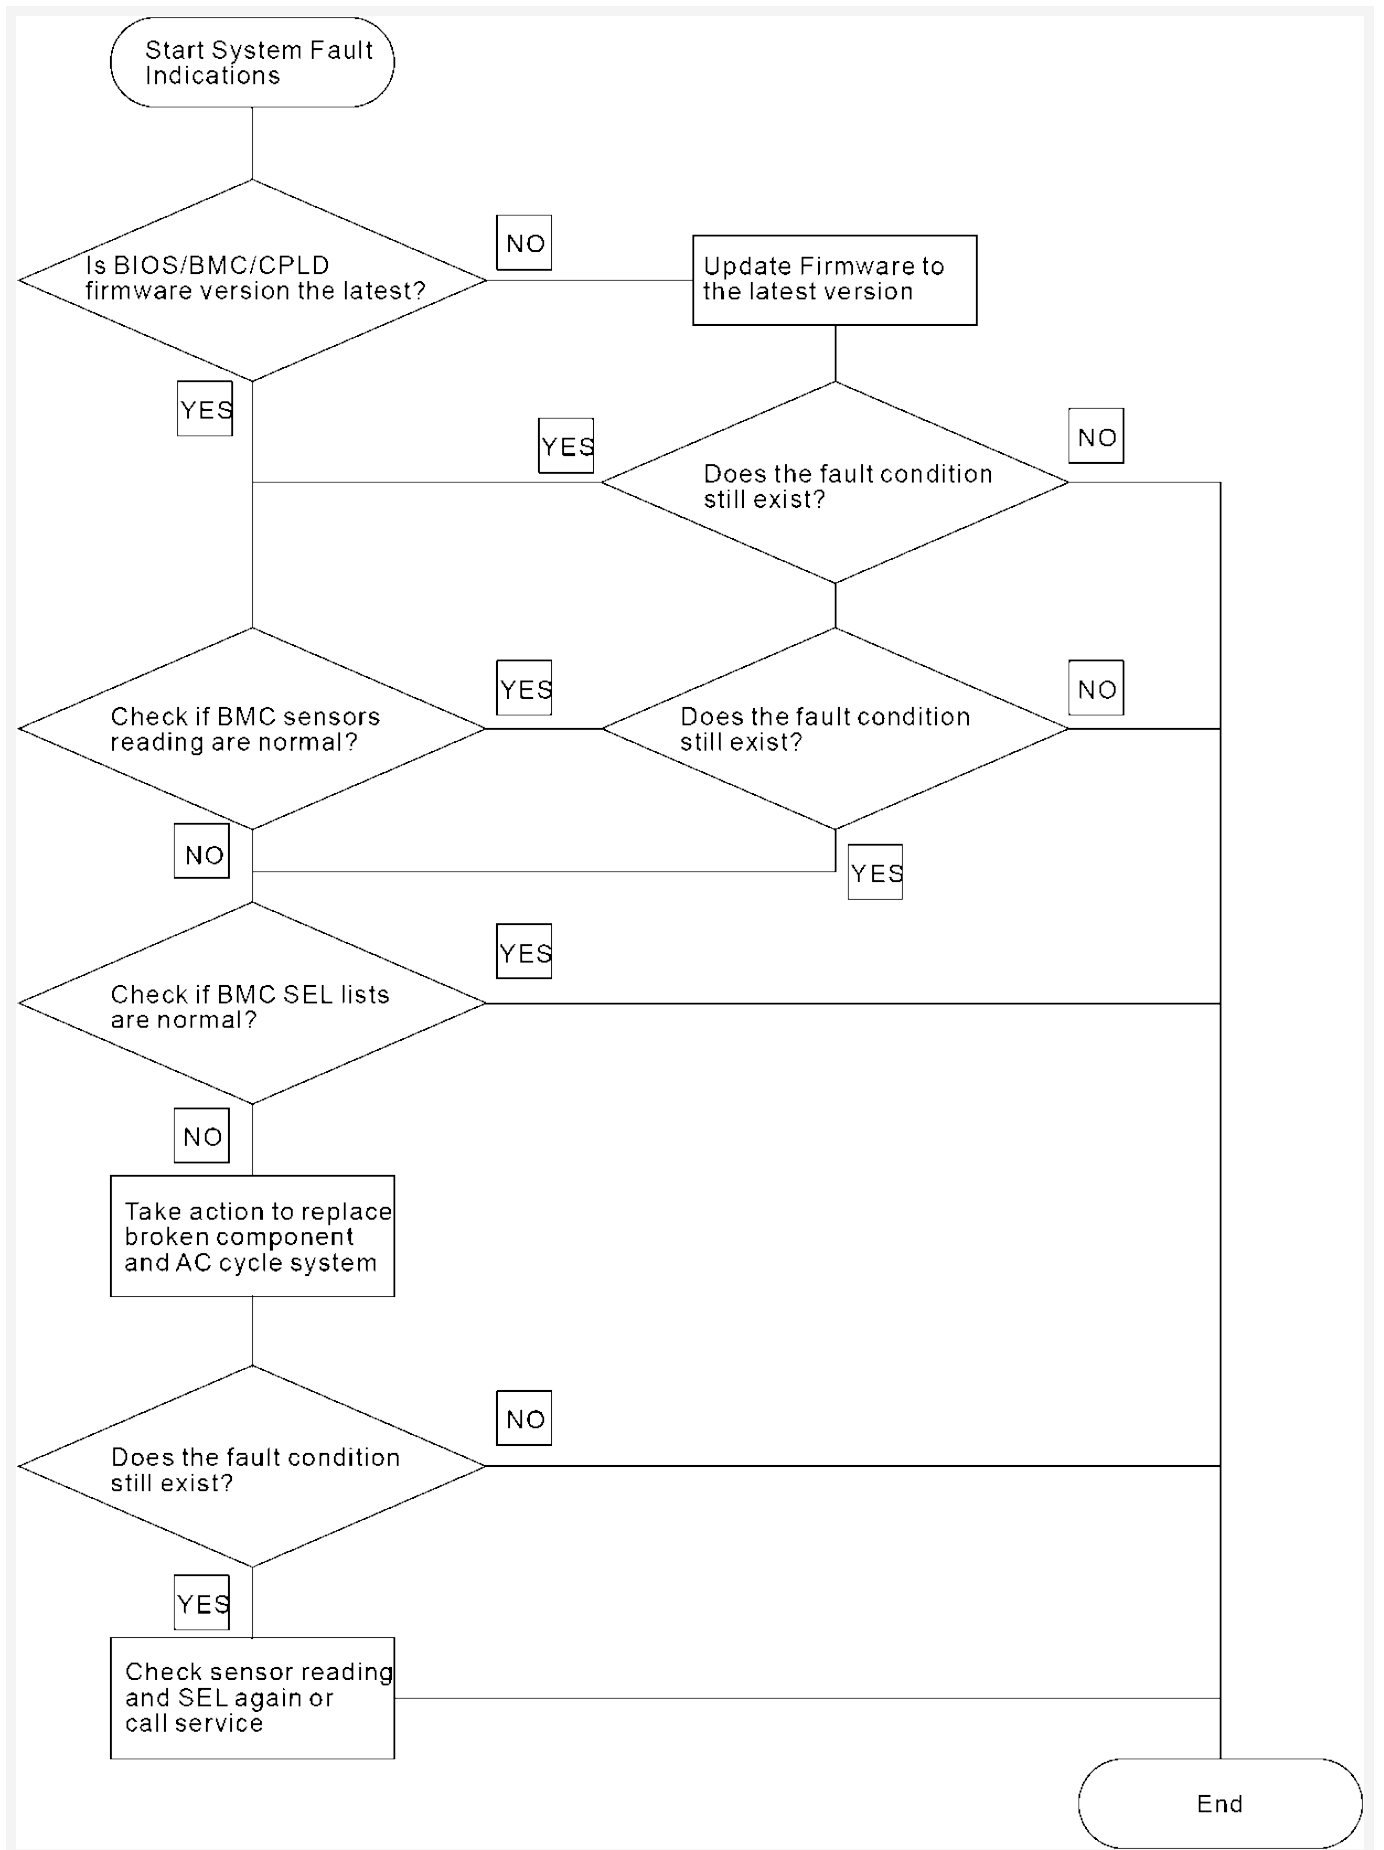 Start System Fault
Indications
NO
Is BIOS/BMC/CPLD
firmware version the latest?
Update Firmware to
the latest version
YES
YES
NO
Does the fault condition
still exist?
YES
NO
Check if BMC sensors
reading are normal?
Does the fault condition
still exist?
NO
YES
YES
Check if BMC SEL lists
are normal?
NO
Take action to replace
broken component
and AC cycle system
NO
Does the fault condition
still exist?
YES
Check sensor reading
and SEL again or
call service
End